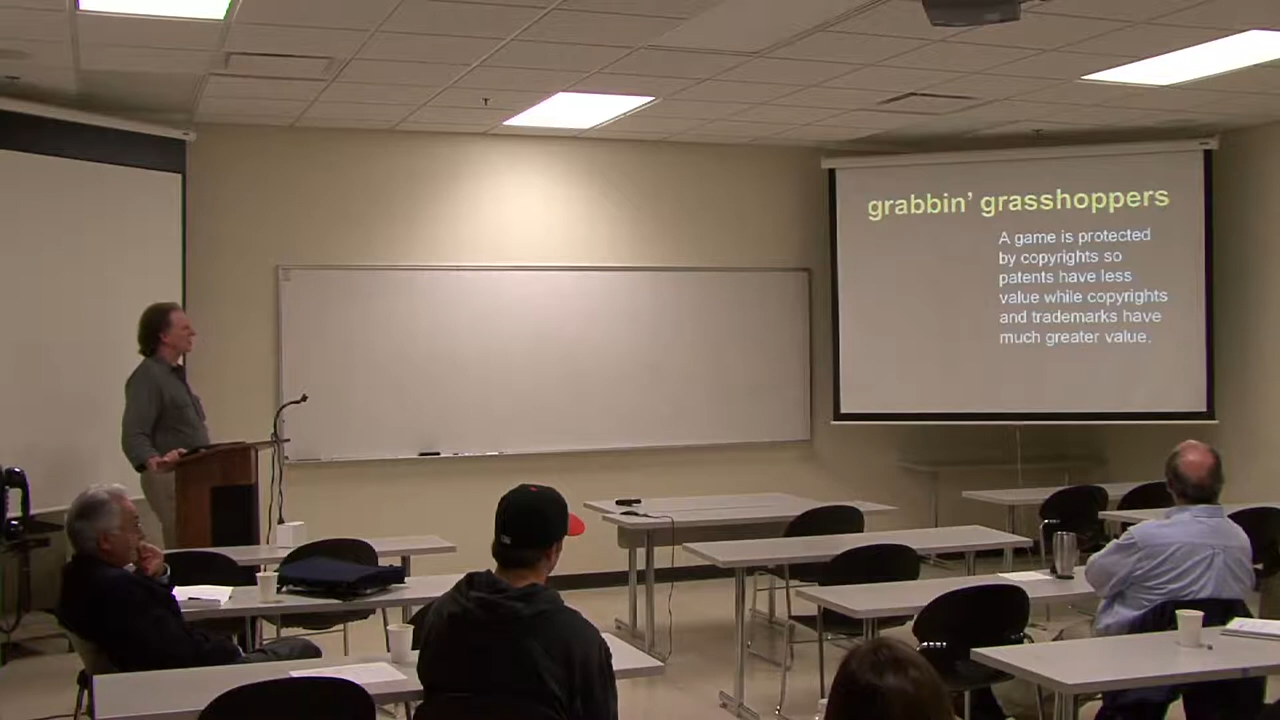 grabbin' grasshoppers
A game is protected
by copyrights so
patents have less
value while copyrights
and trademarks have
much greater value.